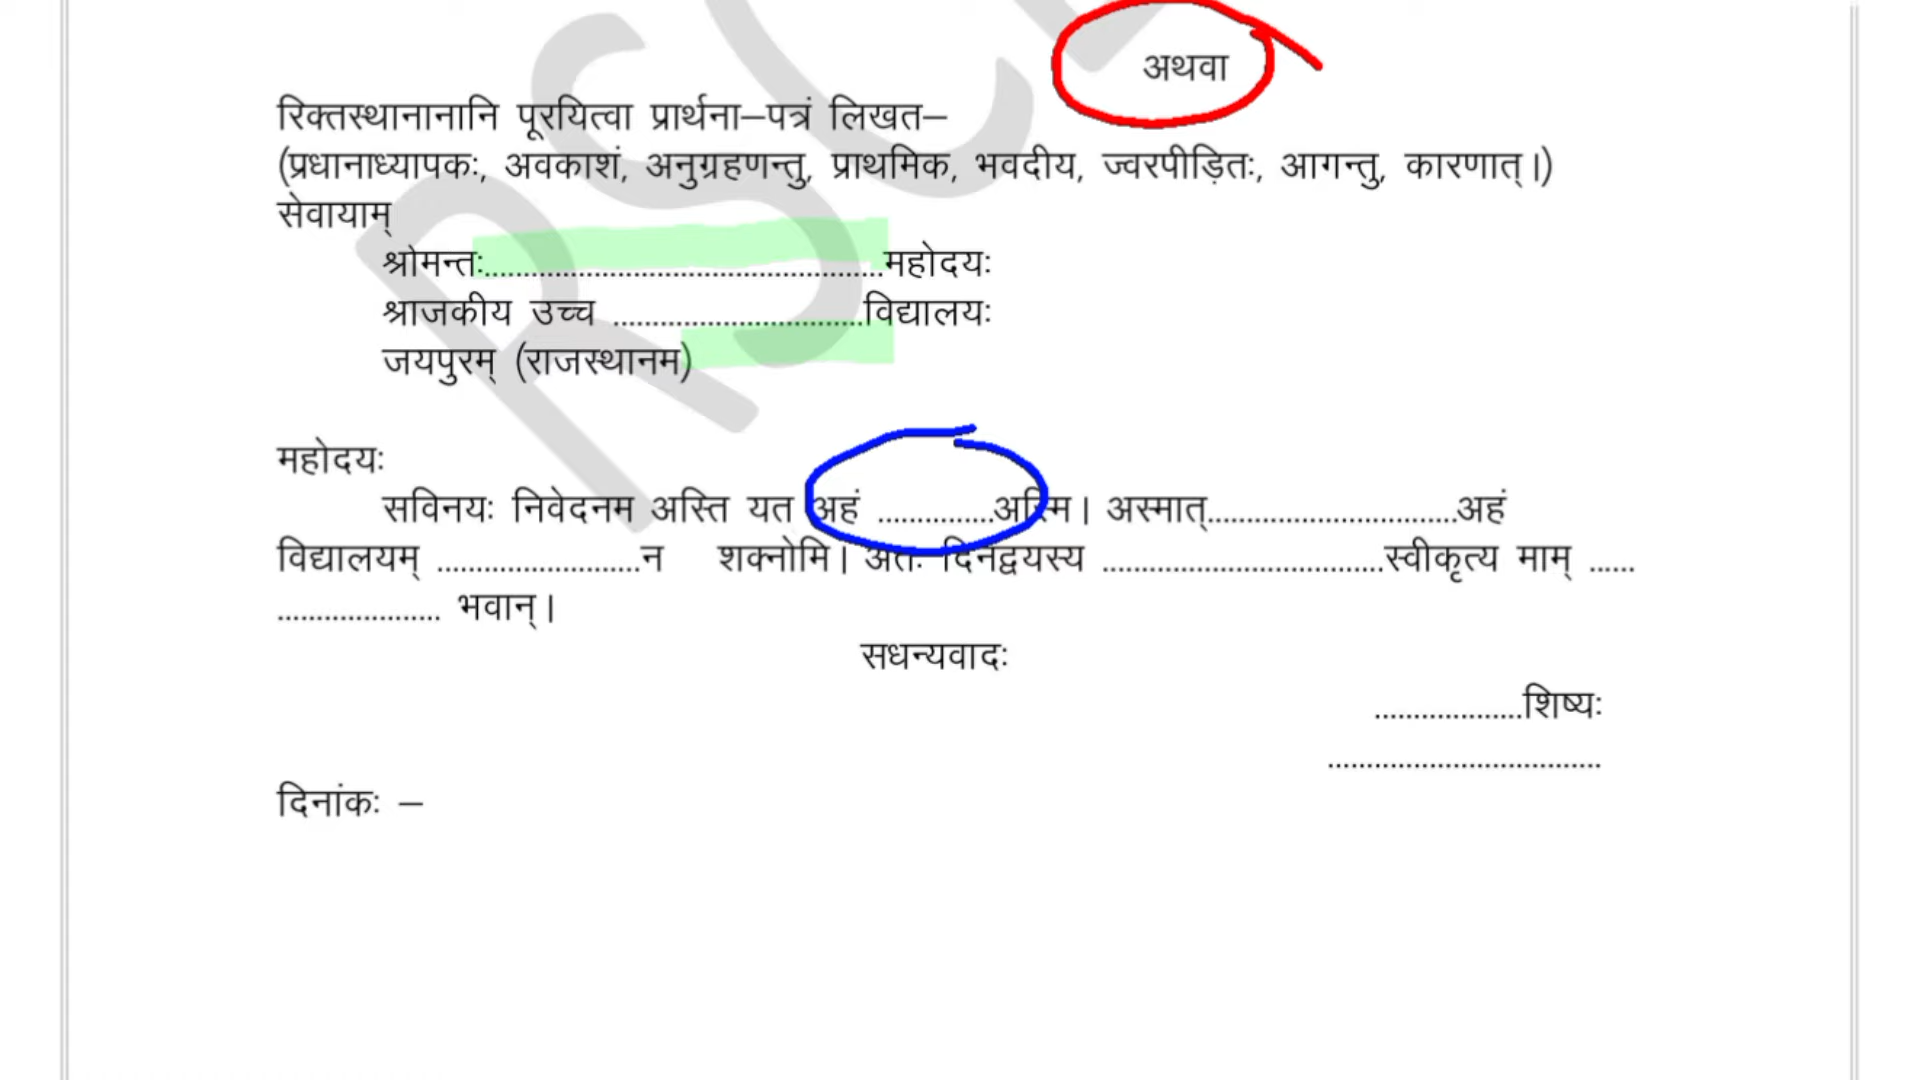 अथवा
रिक्तस्थानानानि पूरयित्वा प्रार्थना–पत्रं लिखत–
(प्रधानाध्यापकः, अवकाशं, अनुग्रहणन्तु, प्राथमिक, भवदीय, ज्वरपीड़ितः, आगन्तु, कारणात्।)
सेवायाम्
श्रोमन्तः..................................................महोदयः
श्राजकीय उच्च ................................विद्यालयः
जयपुरम् (राजस्थानम)
महोदयः
सविनयः निवेदनम अस्ति यत अहं ...............अस्मि। अस्मात्................................अहं
विद्यालयम् ..........................न शक्नोमि। अतः दिनद्वयस्य ....................................स्वीकृत्य माम् ......
..................... भवान्।
सधन्यवादः
...................शिष्यः
...................................
दिनांकः –